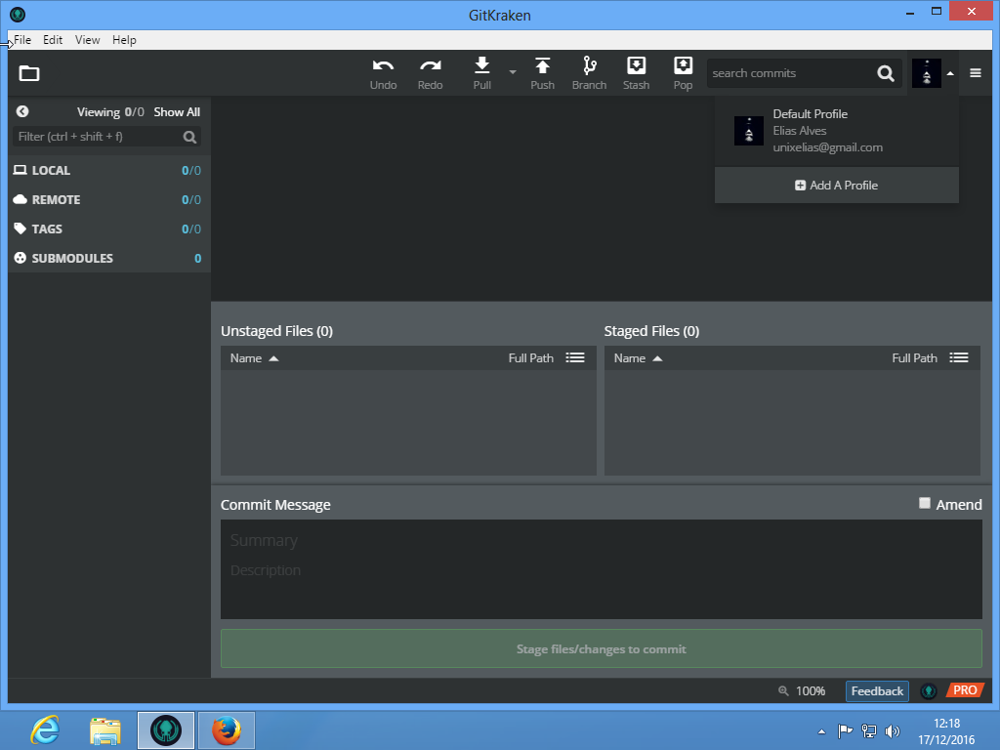 GitKraken
File Edit View Help
Undo Redo Pull Push Branch Stash Pop search commits
Viewing 0/0 Show All
Filter (ctrl + shift + f)
LOCAL 0/0
REMOTE 0/0
TAGS 0/0
SUBMODULES 0
Default Profile
Elias Alves
unixelias@gmail.com
Add A Profile
Unstaged Files (0)
Name Full Path
Staged Files (0)
Name Full Path
Commit Message Amend
Summary
Description
Stage files/changes to commit
100% Feedback PRO
12:18
17/12/2016